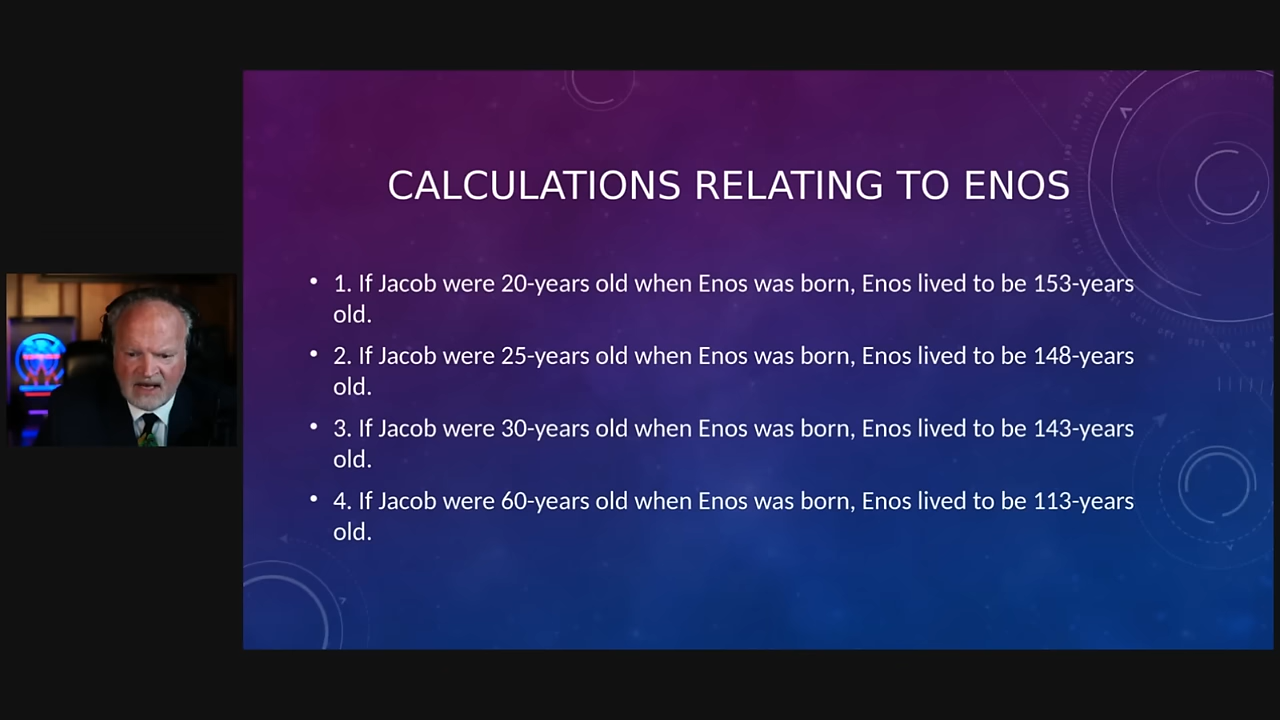 CALCULATIONS RELATING TO ENOS
• 1. If Jacob were 20-years old when Enos was born, Enos lived to be 153-years
old.
• 2. If Jacob were 25-years old when Enos was born, Enos lived to be 148-years
old.
• 3. If Jacob were 30-years old when Enos was born, Enos lived to be 143-years
old.
• 4. If Jacob were 60-years old when Enos was born, Enos lived to be 113-years
old.